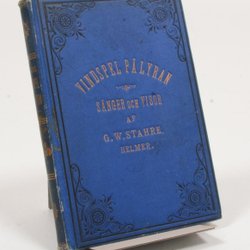 VINDSPEL PÅ LYRAN
SÅNGER OCH VISOR
AF
G. W. STAHRE.
HELMER.